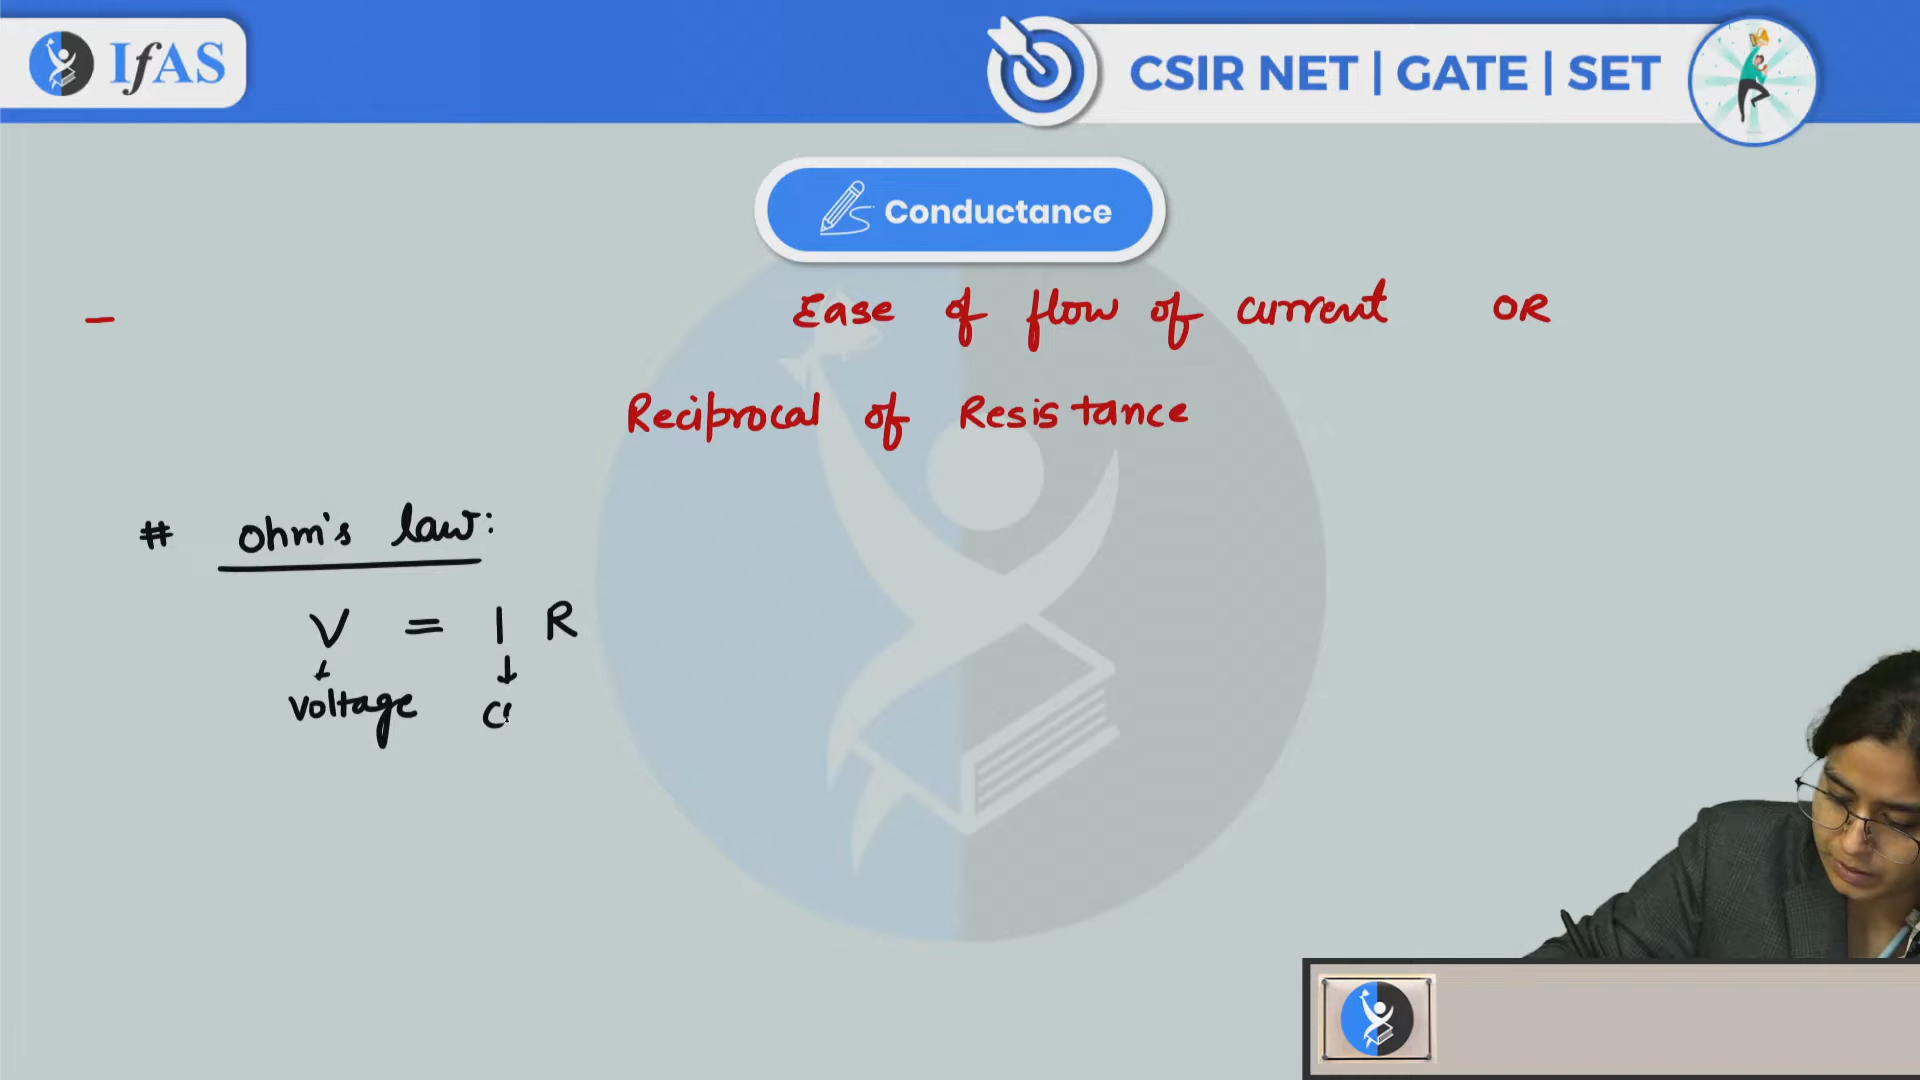 IfAS
CSIR NET | GATE | SET
Conductance
- Ease of flow of current OR
Reciprocal of Resistance
# ohm's law:
V = I R
voltage